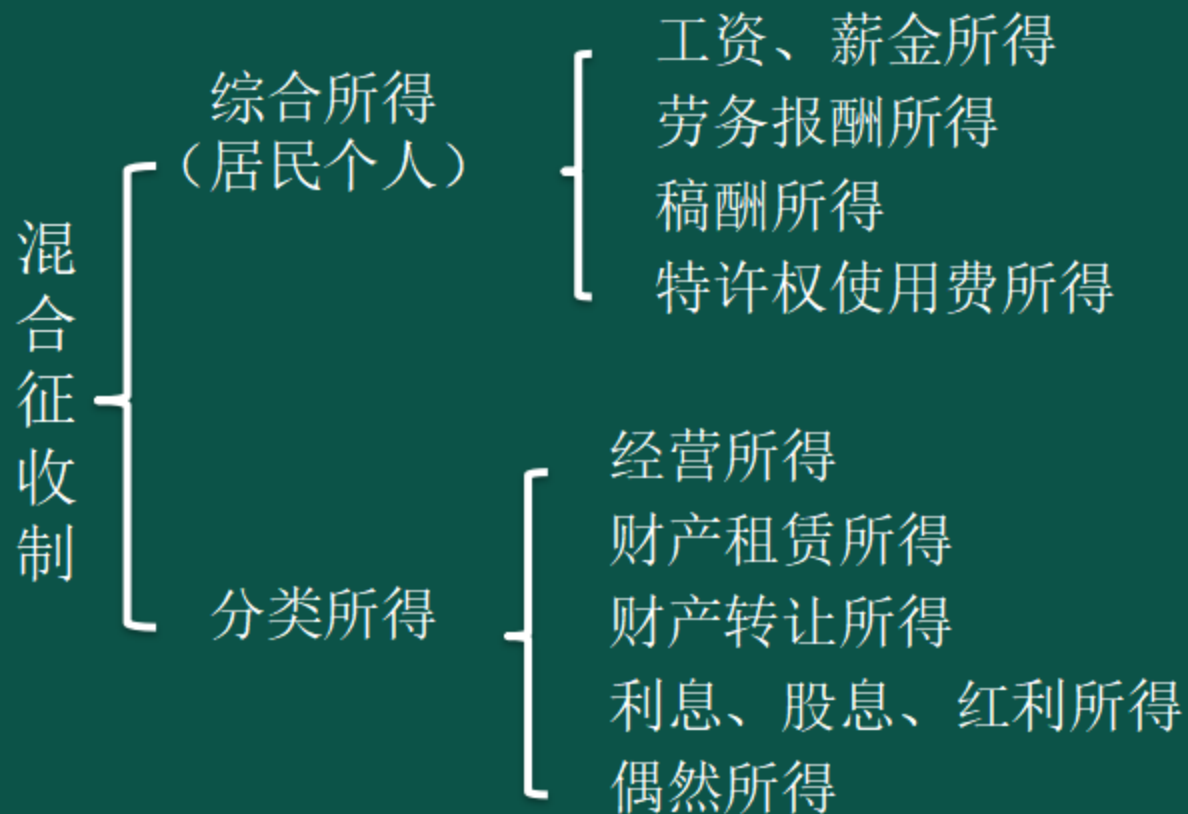 混合征收制
综合所得
（居民个人）
工资、薪金所得
劳务报酬所得
稿酬所得
特许权使用费所得
分类所得
经营所得
财产租赁所得
财产转让所得
利息、股息、红利所得
偶然所得